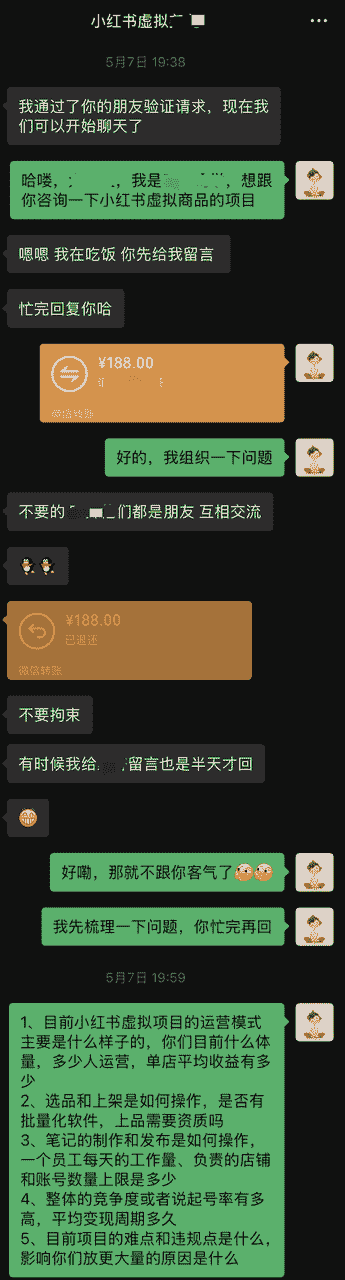 小红书虚拟
5月7日 19:38
我通过了你的朋友验证请求，现在我
们可以开始聊天了
哈喽，，我是，想跟
你咨询一下小红书虚拟商品的项目
嗯嗯 我在吃饭 你先给我留言
忙完回复你哈
¥188.00
微信转账
好的，我组织一下问题
不要的 们都是朋友 互相交流
¥188.00
已退还
微信转账
不要拘束
有时候我给留言也是半天才回
好嘞，那就不跟你客气了
我先梳理一下问题，你忙完再回
5月7日 19:59
1、目前小红书虚拟项目的运营模式
主要是什么样子的，你们目前什么体
量，多少人运营，单店平均收益有多
少
2、选品和上架是如何操作，是否有
批量化软件，上品需要资质吗
3、笔记的制作和发布是如何操作，
一个员工每天的工作量、负责的店铺
和账号数量上限是多少
4、整体的竞争度或者说起号率有多
高，平均变现周期多久
5、目前项目的难点和违规点是什么，
影响你们放更大量的原因是什么